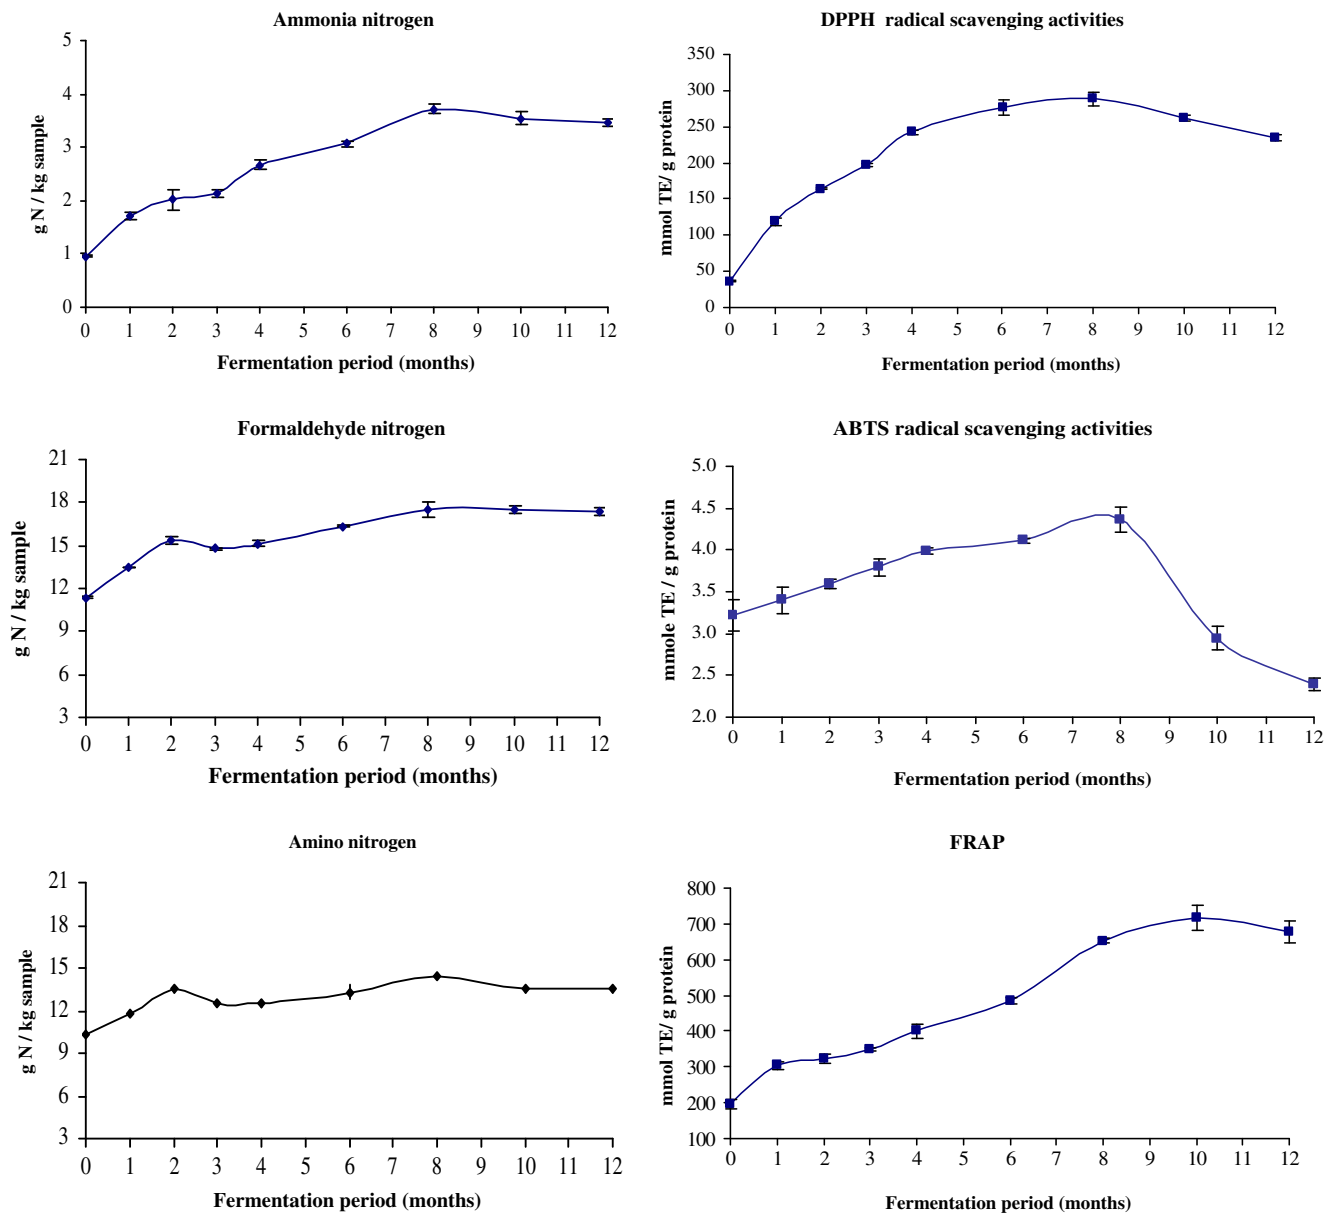 Ammonia nitrogen
g N / kg sample
5
4
3
2
1
0
0 1 2 3 4 5 6 7 8 9 10 11 12
Fermentation period (months)
DPPH radical scavenging activities
mmol TE/ g protein
350
300
250
200
150
100
50
0
0 1 2 3 4 5 6 7 8 9 10 11 12
Fermentation period (months)
Formaldehyde nitrogen
g N / kg sample
21
18
15
12
9
6
3
0 1 2 3 4 5 6 7 8 9 10 11 12
Fermentation period (months)
ABTS radical scavenging activities
mmole TE / g protein
5.0
4.5
4.0
3.5
3.0
2.5
2.0
0 1 2 3 4 5 6 7 8 9 10 11 12
Fermentation period (months)
Amino nitrogen
g N / kg sample
21
18
15
12
9
6
3
0 1 2 3 4 5 6 7 8 9 10 11 12
Fermentation period (months)
FRAP
mmol TE/ g protein
800
700
600
500
400
300
200
100
0 1 2 3 4 5 6 7 8 9 10 11 12
Fermentation period (months)